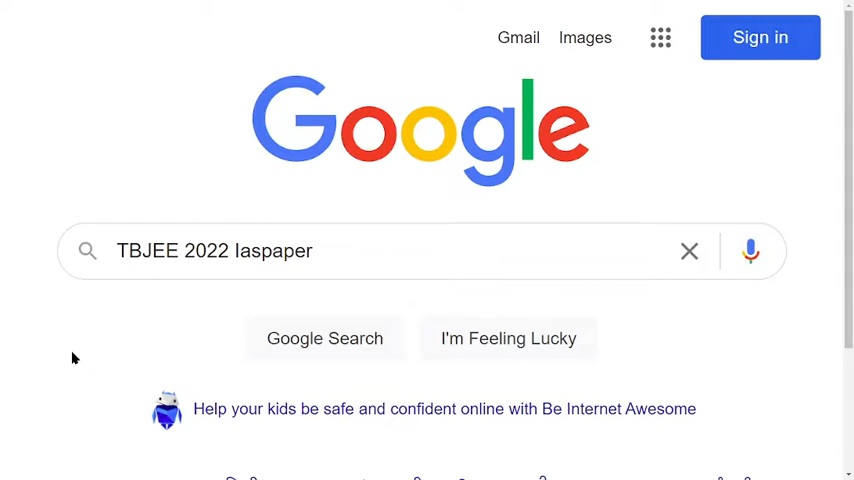 Gmail Images Sign in
Google
TBJEE 2022 Iaspaper
Google Search I'm Feeling Lucky
Help your kids be safe and confident online with Be Internet Awesome